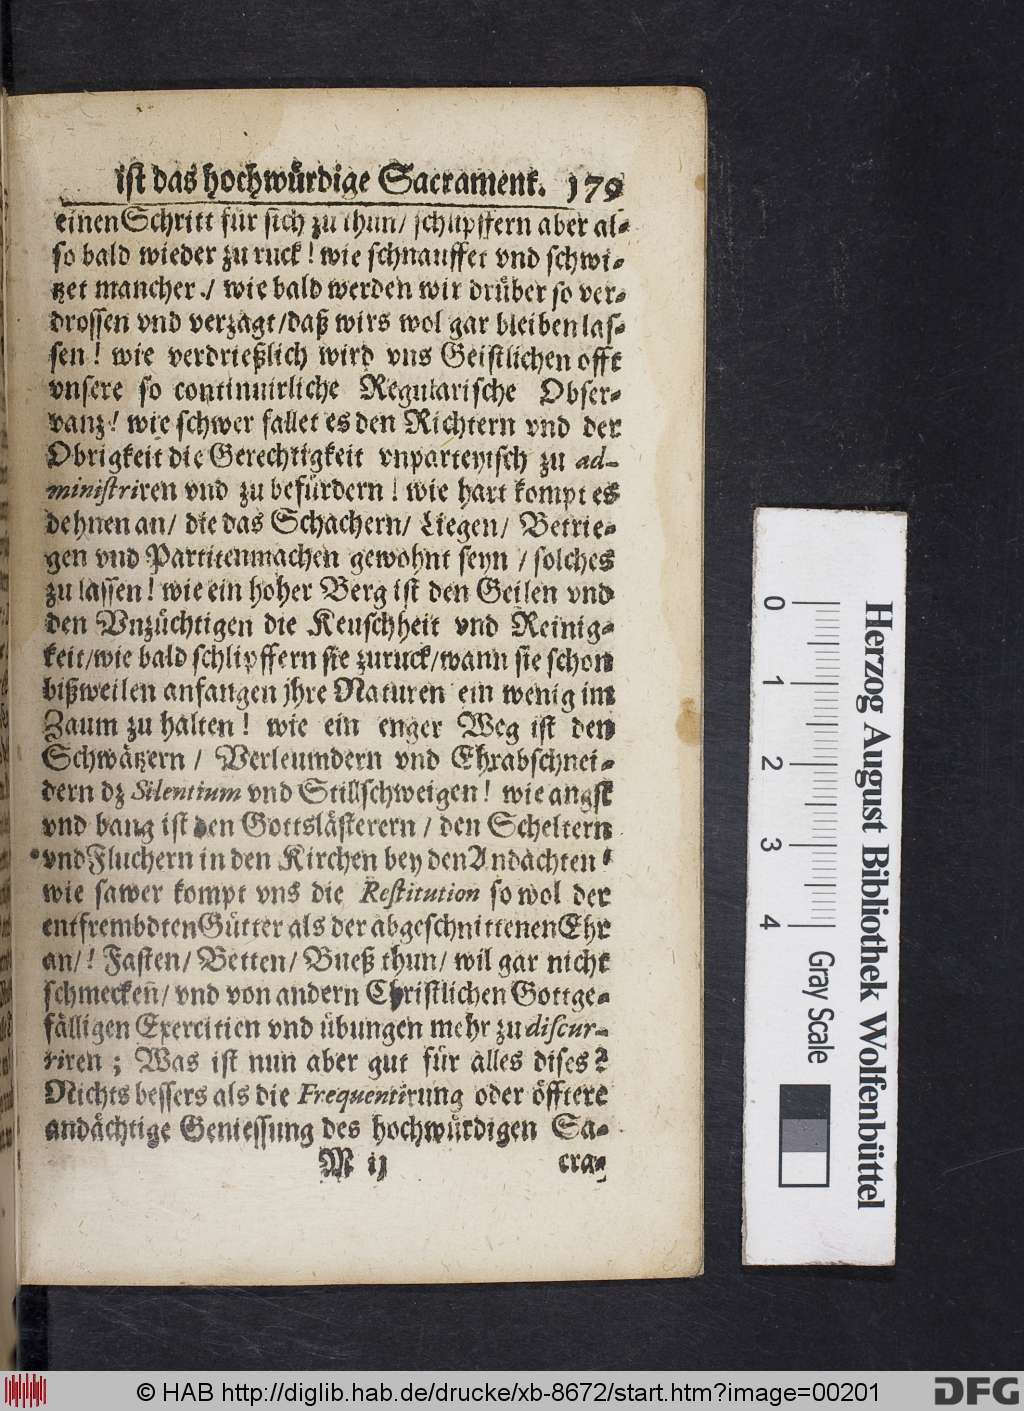 ist das hochwürdige Sacrament. 179
einen Schritt für sich zu thun/ schlipffern aber al-
so bald wieder zu ruck! wie schnauffet vnd schwi-
tzet mancher/ wie bald werden wir drüber so ver-
drossen vnd verzagt/daß wirs wol gar bleiben las-
sen! wie verdrießlich wird vns Geistlichen offt
vnsere so continuirliche Regularische Obser-
vanz! wie schwer fallet es den Richtern vnd der
Obrigkeit die Gerechtigkeit vnparteyisch zu ad-
ministriren vnd zu befürdern! wie hart kompt es
dehnen an/ die das Schachern/ Liegen/ Betrie-
gen vnd Partitenmachen gewohnt seyn / solches
zu lassen! wie ein hoher Berg ist den Geilen vnd
den Vnzüchtigen die Keuschheit vnd Reinig-
keit/wie bald schlipffern sie zuruck/wann sie schon
bißweilen anfangen jhre Naturen ein wenig im
Zaum zu halten! wie ein enger Weg ist den
Schwätzern / Verleumdern vnd Ehrabschnei-
dern dz Silentium vnd Stillschweigen! wie angst
vnd bang ist den Gottslästerern / den Scheltern
vnd Fluchern in den Kirchen bey den Andachten!
wie sawer kompt vns die Restitution so wol der
entfrembdten Gütter als der abgeschnittenen Ehr
an/! Fasten/ Betten/ Bueß thun/ wil gar nicht
schmecken̄/ vnd von andern Christlichen Gottge-
fälligen Exercitien vnd übungen mehr zu discur-
riren ; Was ist nun aber gut für alles dises?
Nichts bessers als die Frequentirung oder öfftere
andächtige Geniessung des hochwürdigen Sa-
M ij cra-
0 1 2 3 4
Gray Scale
Herzog August Bibliothek Wolfenbüttel
© HAB http://diglib.hab.de/drucke/xb-8672/start.htm?image=00201
DFG